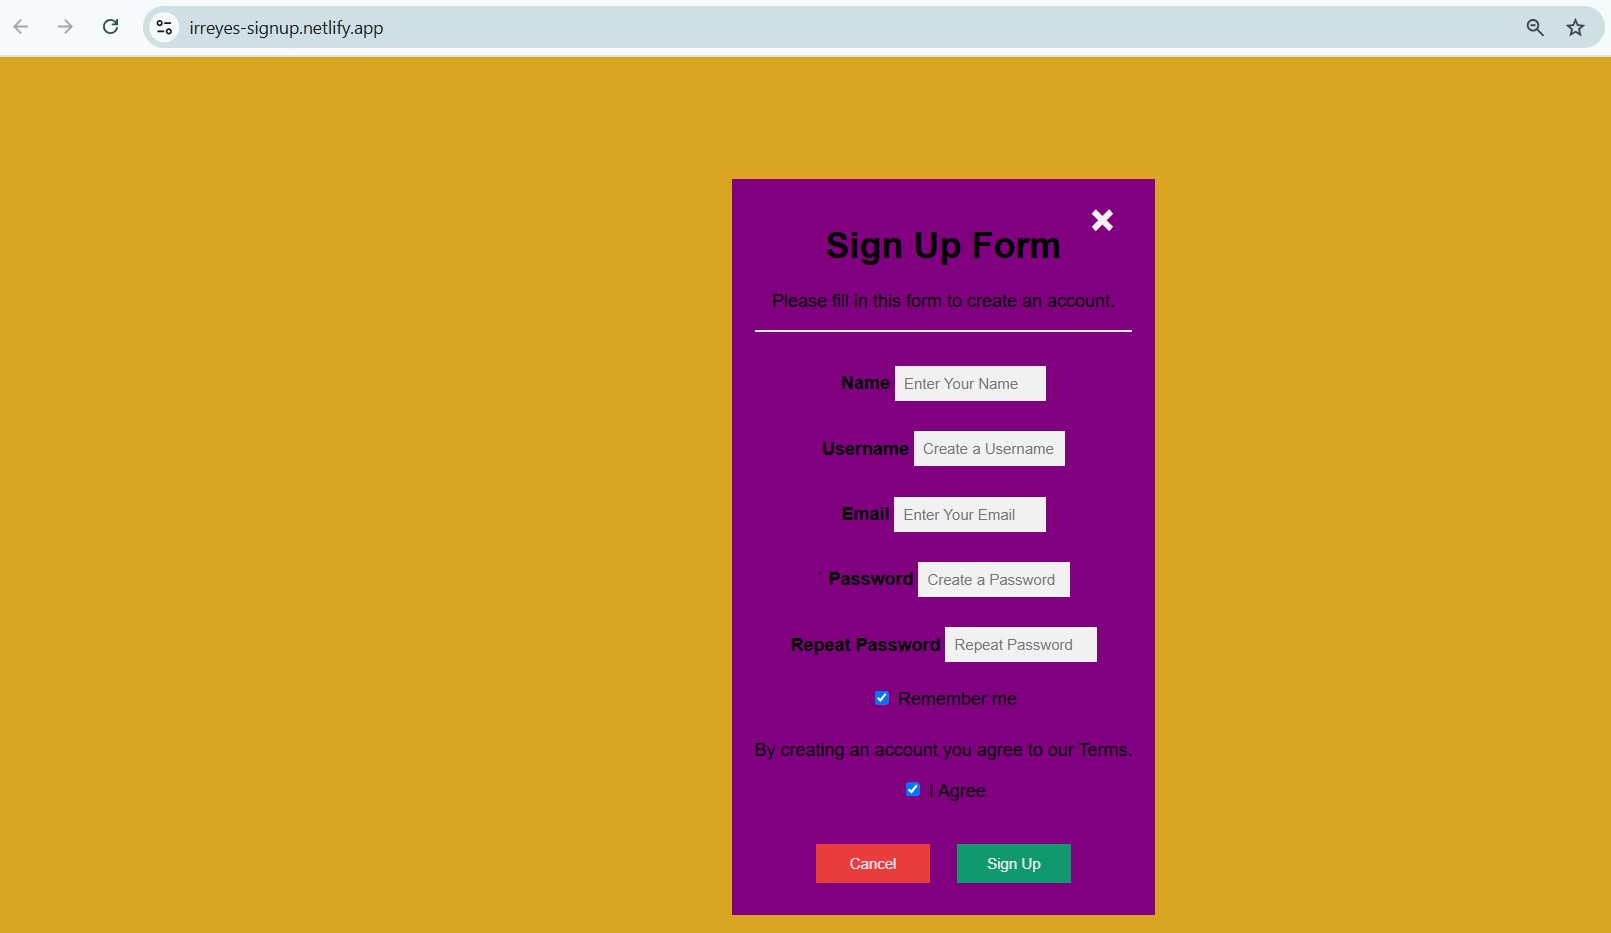 irreyes-signup.netlify.app
Sign Up Form
Please fill in this form to create an account.
Name Enter Your Name
Username Create a Username
Email Enter Your Email
` Password Create a Password
Repeat Password Repeat Password
Remember me
By creating an account you agree to our Terms.
I Agree
Cancel Sign Up